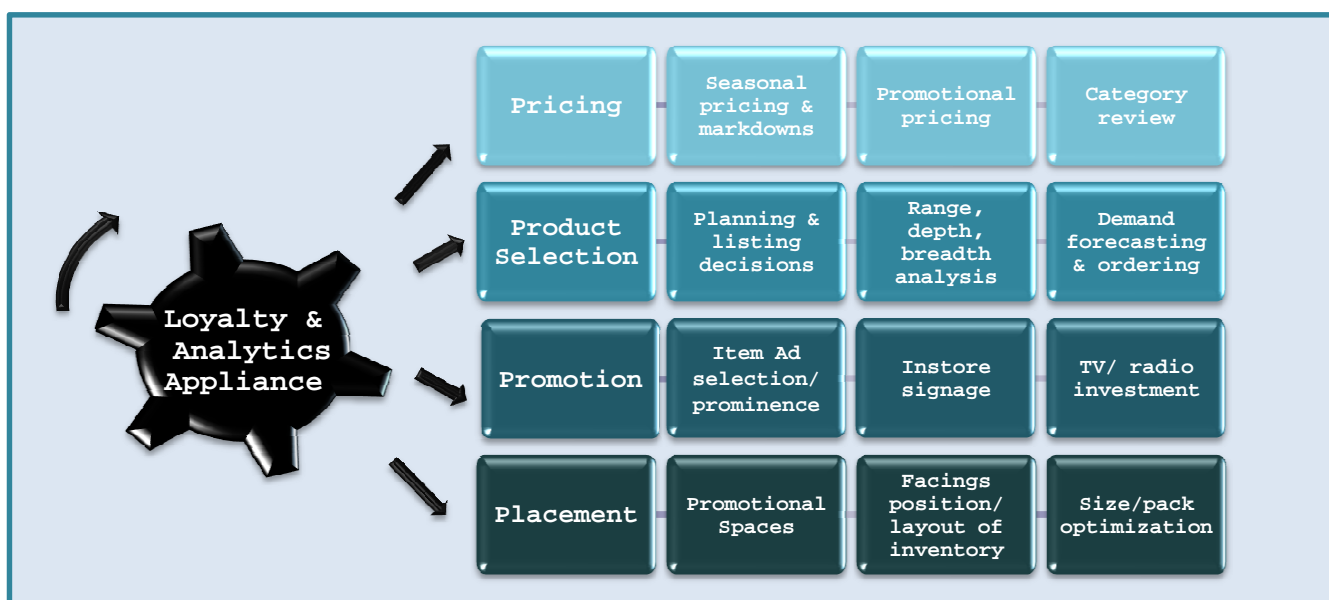 Loyalty &
Analytics
Appliance
Pricing
Seasonal
pricing &
markdowns
Promotional
pricing
Category
review
Product
Selection
Planning &
listing
decisions
Range,
depth,
breadth
analysis
Demand
forecasting
& ordering
Promotion
Item Ad
selection/
prominence
Instore
signage
TV/ radio
investment
Placement
Promotional
Spaces
Facings
position/
layout of
inventory
Size/pack
optimization